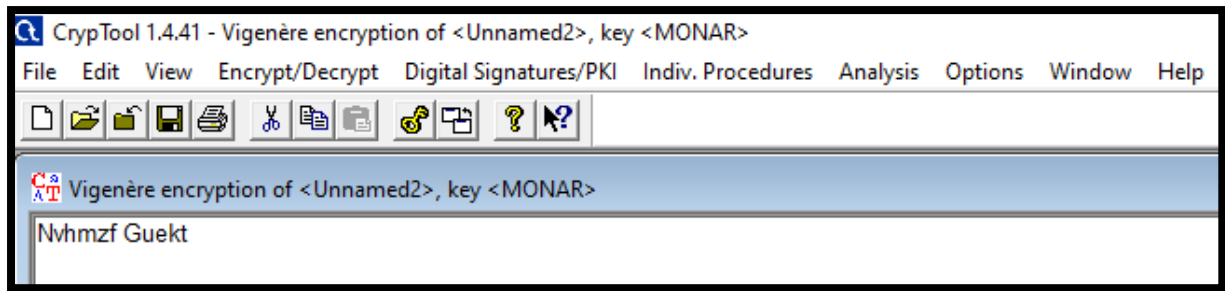 CrypTool 1.4.41 - Vigenère encryption of <Unnamed2>, key <MONAR>
File Edit View Encrypt/Decrypt Digital Signatures/PKI Indiv. Procedures Analysis Options Window Help
Vigenère encryption of <Unnamed2>, key <MONAR>
Nvhmzf Guekt